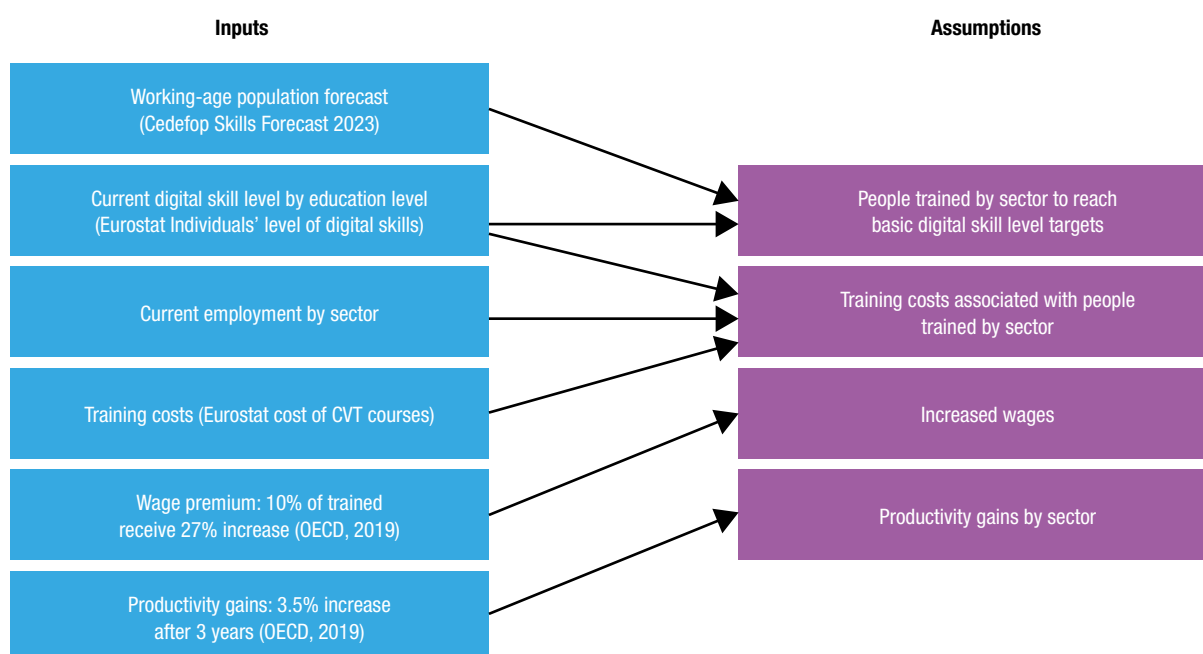 Inputs
Assumptions
Working-age population forecast
(Cedefop Skills Forecast 2023)
Current digital skill level by education level
(Eurostat Individuals’ level of digital skills)
Current employment by sector
Training costs (Eurostat cost of CVT courses)
Wage premium: 10% of trained
receive 27% increase (OECD, 2019)
Productivity gains: 3.5% increase
after 3 years (OECD, 2019)
People trained by sector to reach
basic digital skill level targets
Training costs associated with people
trained by sector
Increased wages
Productivity gains by sector